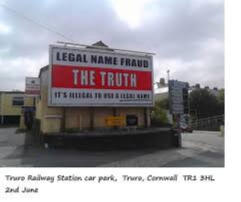 LEGAL NAME FRAUD
THE TRUTH
IT'S ILLEGAL TO USE A LEGAL NAME
Truro Railway Station car park, Truro, Cornwall TR1 3HL
2nd June